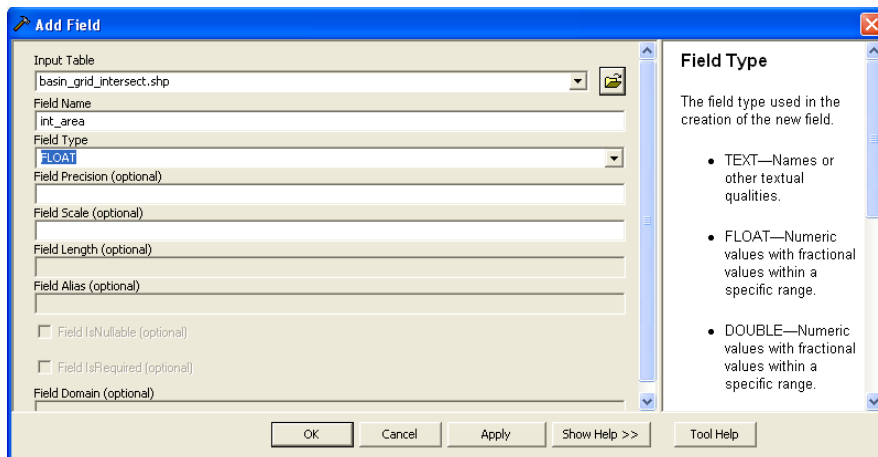 Add Field
Input Table
basin_grid_intersect.shp
Field Name
int_area
Field Type
FLOAT
Field Precision (optional)
Field Scale (optional)
Field Length (optional)
Field Alias (optional)
Field IsNullable (optional)
Field IsRequired (optional)
Field Domain (optional)
Field Type
The field type used in the
creation of the new field.
• TEXT—Names or
other textual
qualities.
• FLOAT—Numeric
values with fractional
values within a
specific range.
• DOUBLE—Numeric
values with fractional
values within a
specific range.
OK Cancel Apply Show Help >> Tool Help